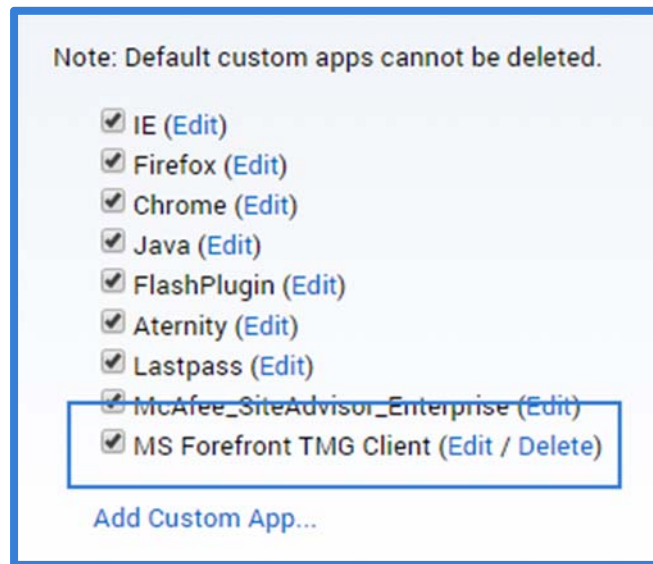 Note: Default custom apps cannot be deleted.
IE (Edit)
Firefox (Edit)
Chrome (Edit)
Java (Edit)
FlashPlugin (Edit)
Aternity (Edit)
Lastpass (Edit)
McAfee_SiteAdvisor_Enterprise (Edit)
MS Forefront TMG Client (Edit / Delete)
Add Custom App...